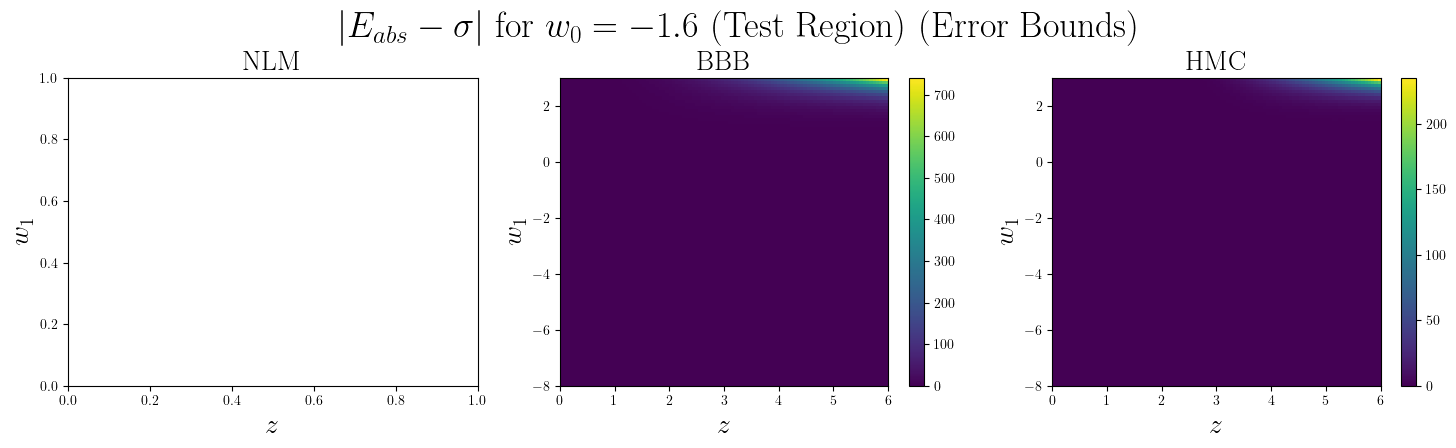 |E_{abs} − σ| for w_0 = −1.6 (Test Region) (Error Bounds)
NLM
BBB
HMC
1.0
0.8
0.6
0.4
0.2
0.0
w_1
0.0 0.2 0.4 0.6 0.8 1.0
z
2
0
−2
−4
−6
−8
w_1
0 1 2 3 4 5 6
z
700
600
500
400
300
200
100
0
2
0
−2
−4
−6
−8
w_1
0 1 2 3 4 5 6
z
200
150
100
50
0